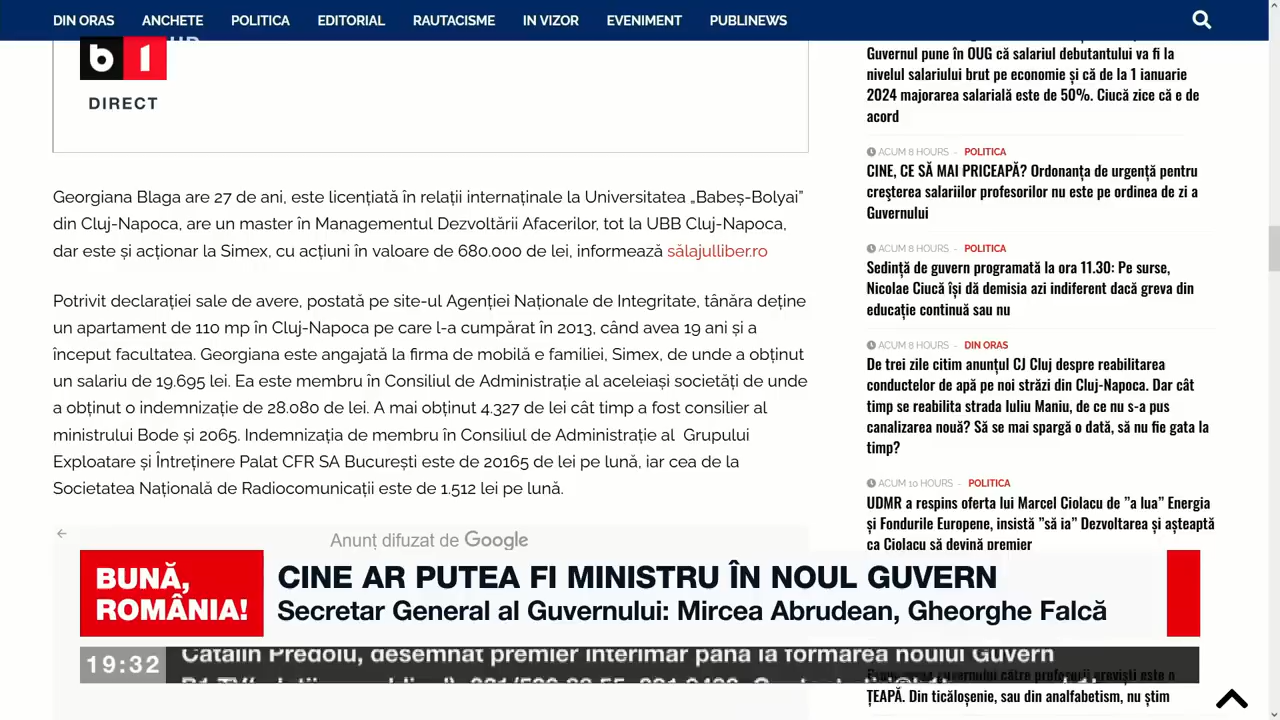 DIN ORAS ANCHETE POLITICA EDITORIAL RAUTACISME IN VIZOR EVENIMENT PUBLINEWS
b1
DIRECT
Georgiana Blaga are 27 de ani, este licențiată în relații internaținale la Universitatea „Babeș-Bolyai”
din Cluj-Napoca, are un master în Managementul Dezvoltării Afacerilor, tot la UBB Cluj-Napoca,
dar este și acționar la Simex, cu acțiuni în valoare de 680.000 de lei, informează sălajulliber.ro
Potrivit declarației sale de avere, postată pe site-ul Agenției Naționale de Integritate, tânăra deține
un apartament de 110 mp în Cluj-Napoca pe care l-a cumpărat în 2013, când avea 19 ani și a
început facultatea. Georgiana este angajată la firma de mobilă e familiei, Simex, de unde a obținut
un salariu de 19.695 lei. Ea este membru în Consiliul de Administrație al aceleiași societăți de unde
a obținut o indemnizație de 28.080 de lei. A mai obținut 4.327 de lei cât timp a fost consilier al
ministrului Bode și 2065. Indemnizația de membru în Consiliul de Administrație al Grupului
Exploatare și Întreținere Palat CFR SA București este de 20165 de lei pe lună, iar cea de la
Societatea Națională de Radiocomunicații este de 1.512 lei pe lună.
Anunț difuzat de Google
Guvernul pune în OUG că salariul debutantului va fi la
nivelul salariului brut pe economie și că de la 1 ianuarie
2024 majorarea salarială este de 50%. Ciucă zice că e de
acord
ACUM 8 HOURS - POLITICA
CINE, CE SĂ MAI PRICEAPĂ? Ordonanța de urgență pentru
creşterea salariilor profesorilor nu este pe ordinea de zi a
Guvernului
ACUM 8 HOURS - POLITICA
Sedință de guvern programată la ora 11.30: Pe surse,
Nicolae Ciucă își dă demisia azi indiferent dacă greva din
educație continuă sau nu
ACUM 8 HOURS - DIN ORAS
De trei zile citim anunțul CJ Cluj despre reabilitarea
conductelor de apă pe noi străzi din Cluj-Napoca. Dar cât
timp se reabilita strada Iuliu Maniu, de ce nu s-a pus
canalizarea nouă? Să se mai spargă o dată, să nu fie gata la
timp?
ACUM 10 HOURS - POLITICA
UDMR a respins oferta lui Marcel Ciolacu de ”a lua” Energia
și Fondurile Europene, insistă ”să ia” Dezvoltarea și așteaptă
ca Ciolacu să devină premier
ȚEAPĂ. Din ticăloșenie, sau din analfabetism, nu știm
BUNĂ,
ROMÂNIA!
CINE AR PUTEA FI MINISTRU ÎN NOUL GUVERN
Secretar General al Guvernului: Mircea Abrudean, Gheorghe Falcă
19:32
Cătălin Predoiu, desemnat premier interimar până la formarea noului Guvern